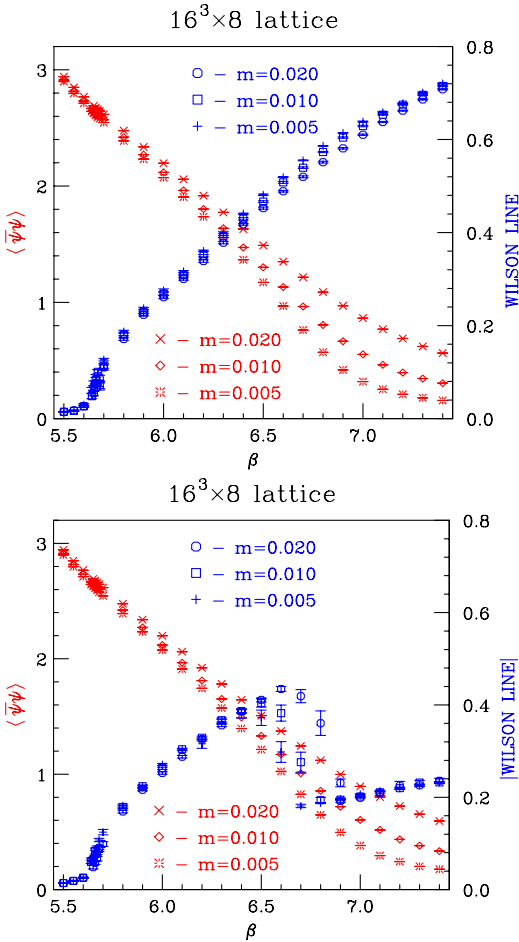 16³×8 lattice
○ – m=0.020
□ – m=0.010
+ – m=0.005
× – m=0.020
◇ – m=0.010
⁜ – m=0.005
⟨ψ̅ψ⟩
WILSON LINE
3
2
1
0
0.8
0.6
0.4
0.2
0.0
5.5 6.0 6.5 7.0
β
16³×8 lattice
○ – m=0.020
□ – m=0.010
+ – m=0.005
× – m=0.020
◇ – m=0.010
⁜ – m=0.005
⟨ψ̅ψ⟩
|WILSON LINE|
3
2
1
0
0.8
0.6
0.4
0.2
0.0
5.5 6.0 6.5 7.0
β